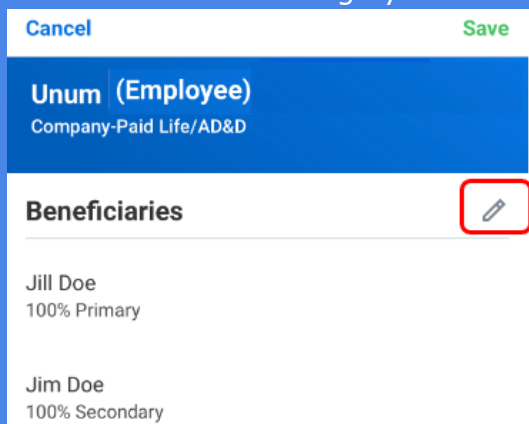 Cancel Save
Unum (Employee)
Company-Paid Life/AD&D
Beneficiaries
Jill Doe
100% Primary
Jim Doe
100% Secondary